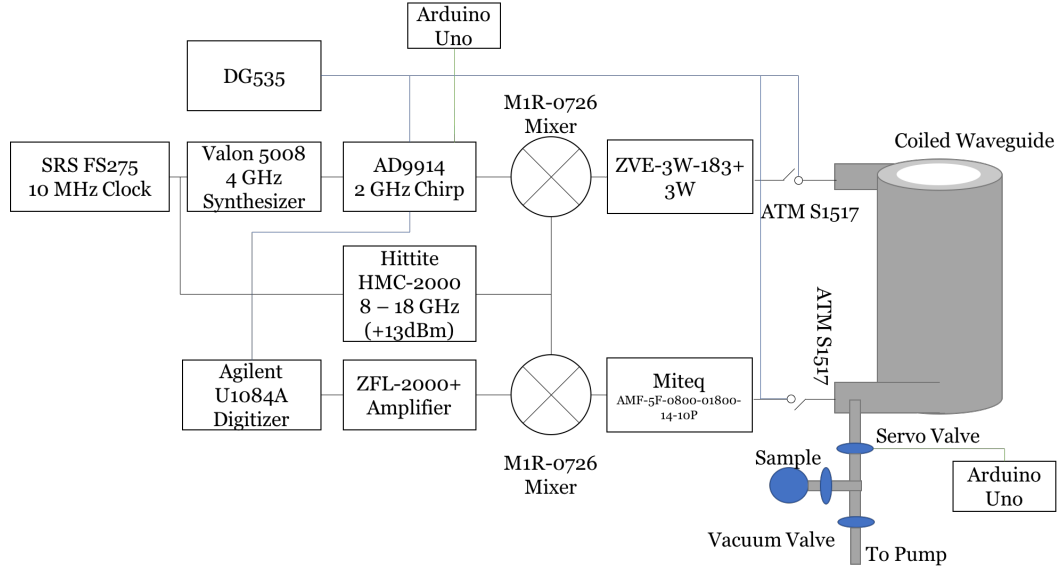 Arduino
Uno
DG535
M1R-0726
Mixer
Coiled Waveguide
SRS FS275
10 MHz Clock
Valon 5008
4 GHz
Synthesizer
AD9914
2 GHz Chirp
ZVE-3W-183+
3W
ATM S1517
Hittite
HMC-2000
8 – 18 GHz
(+13dBm)
ATM S1517
Agilent
U1084A
Digitizer
ZFL-2000+
Amplifier
Miteq
AMF-5F-0800-01800-
14-10P
M1R-0726
Mixer
Servo Valve
Sample
Arduino
Uno
Vacuum Valve
To Pump